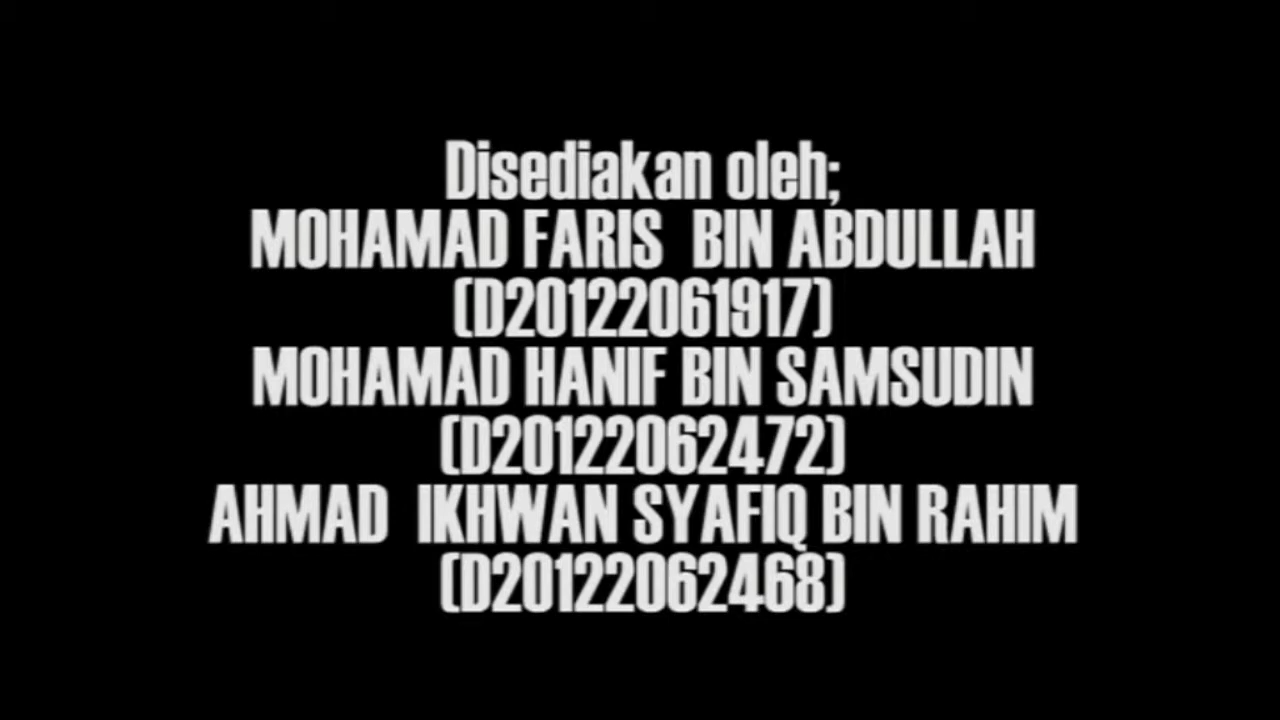 Disediakan oleh;
MOHAMAD FARIS  BIN ABDULLAH
(D20122061917)
MOHAMAD HANIF BIN SAMSUDIN
(D20122062472)
AHMAD  IKHWAN SYAFIQ BIN RAHIM
(D20122062468)